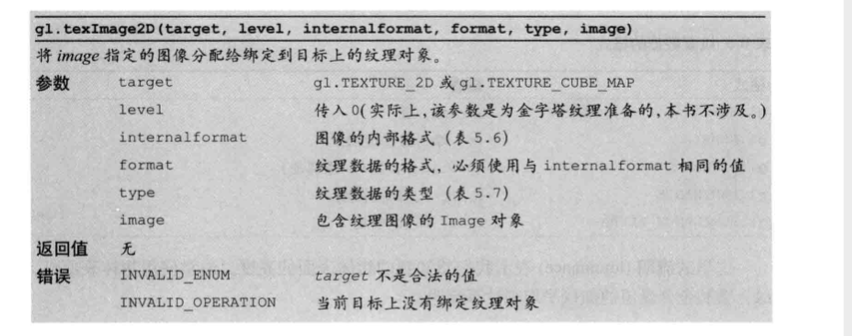 gl.texImage2D(target, level, internalformat, format, type, image)
将 image 指定的图像分配给绑定到目标上的纹理对象。
参数 target gl.TEXTURE_2D 或 gl.TEXTURE_CUBE_MAP
level 传入 0(实际上,该参数是为金字塔纹理准备的,本书不涉及。)
internalformat 图像的内部格式 (表 5.6)
format 纹理数据的格式, 必须使用与 internalformat 相同的值
type 纹理数据的类型 (表 5.7)
image 包含纹理图像的 Image 对象
返回值 无
错误 INVALID_ENUM target 不是合法的值
INVALID_OPERATION 当前目标上没有绑定纹理对象